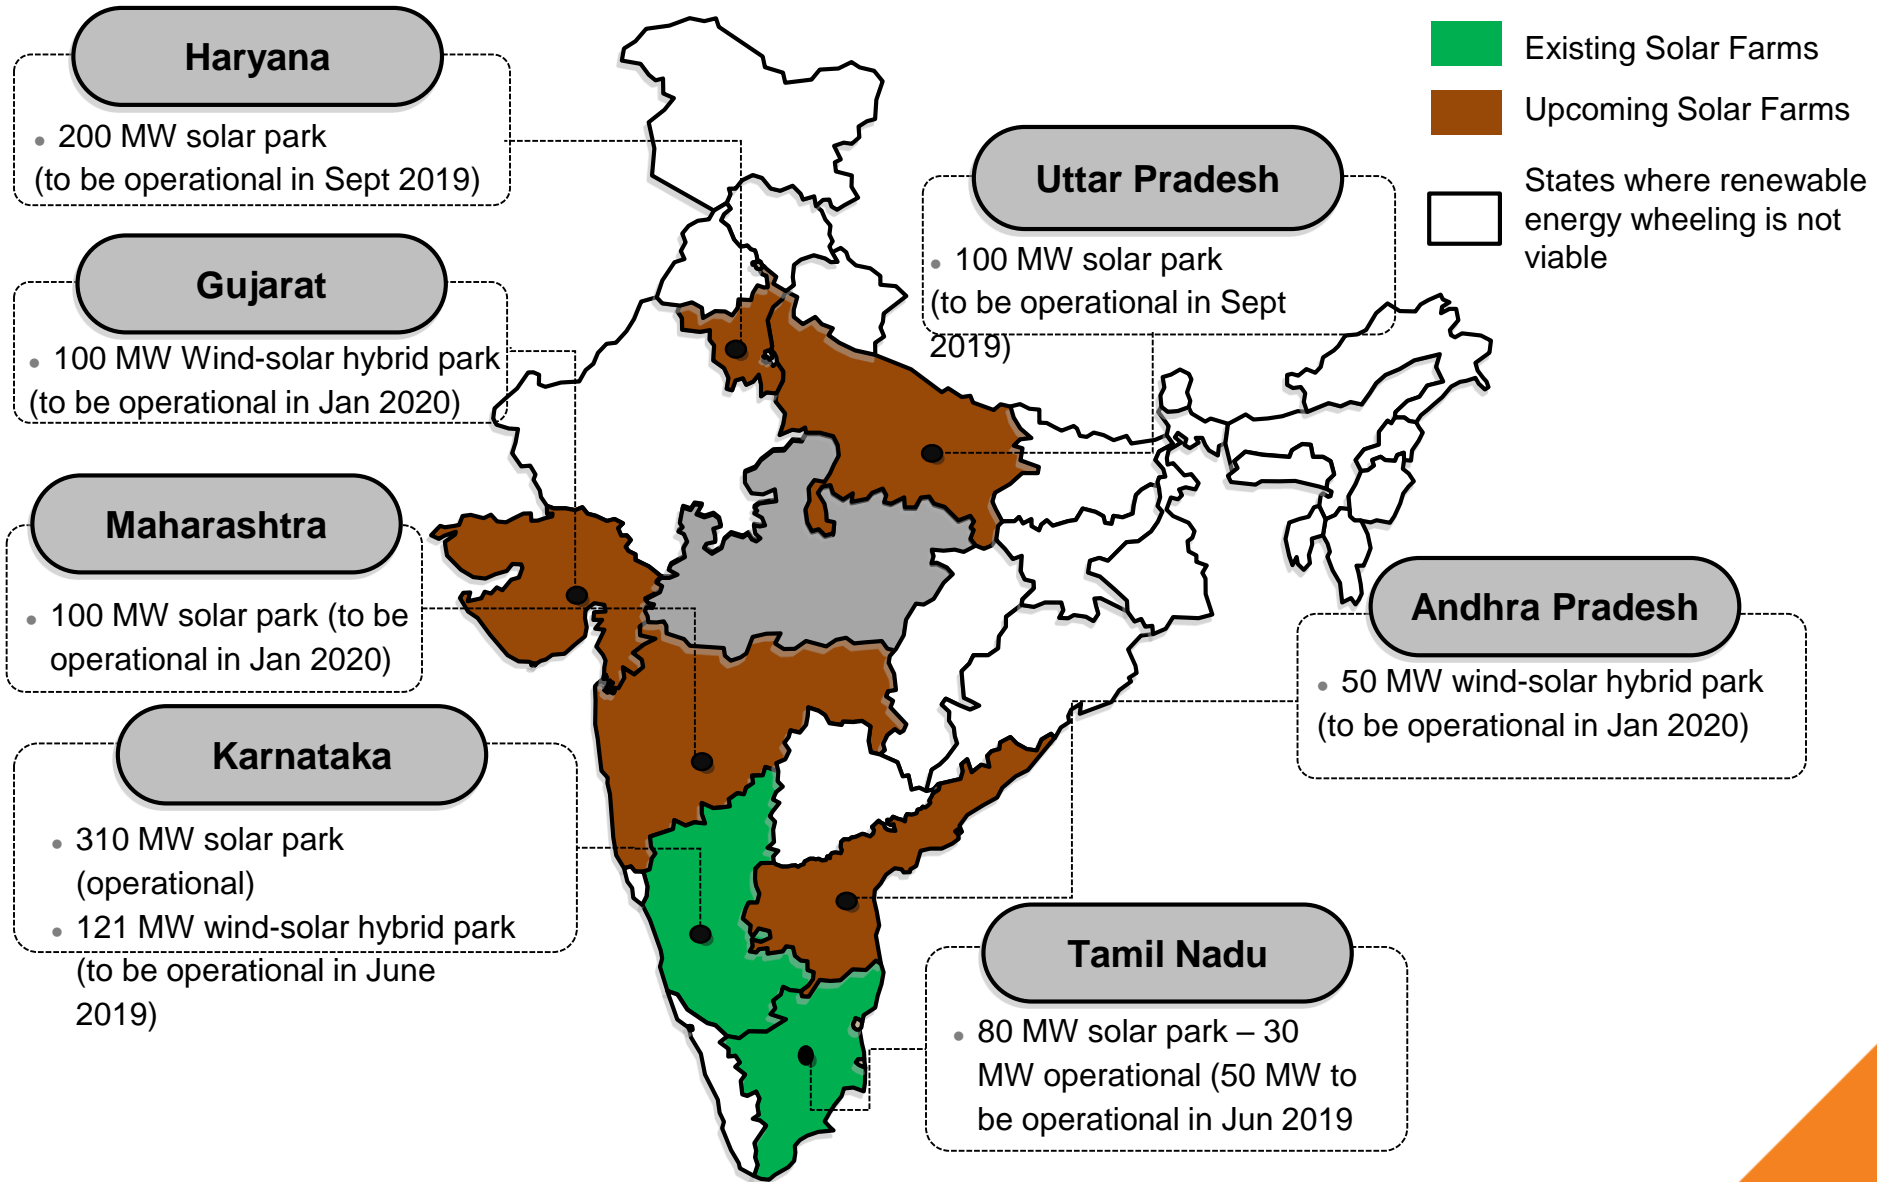 Haryana
• 200 MW solar park
(to be operational in Sept 2019)
Gujarat
• 100 MW Wind-solar hybrid park
(to be operational in Jan 2020)
Maharashtra
• 100 MW solar park (to be
operational in Jan 2020)
Karnataka
• 310 MW solar park
(operational)
• 121 MW wind-solar hybrid park
(to be operational in June
2019)
Existing Solar Farms
Upcoming Solar Farms
States where renewable
energy wheeling is not
viable
Uttar Pradesh
• 100 MW solar park
(to be operational in Sept
2019)
Andhra Pradesh
• 50 MW wind-solar hybrid park
(to be operational in Jan 2020)
Tamil Nadu
• 80 MW solar park – 30
MW operational (50 MW to
be operational in Jun 2019